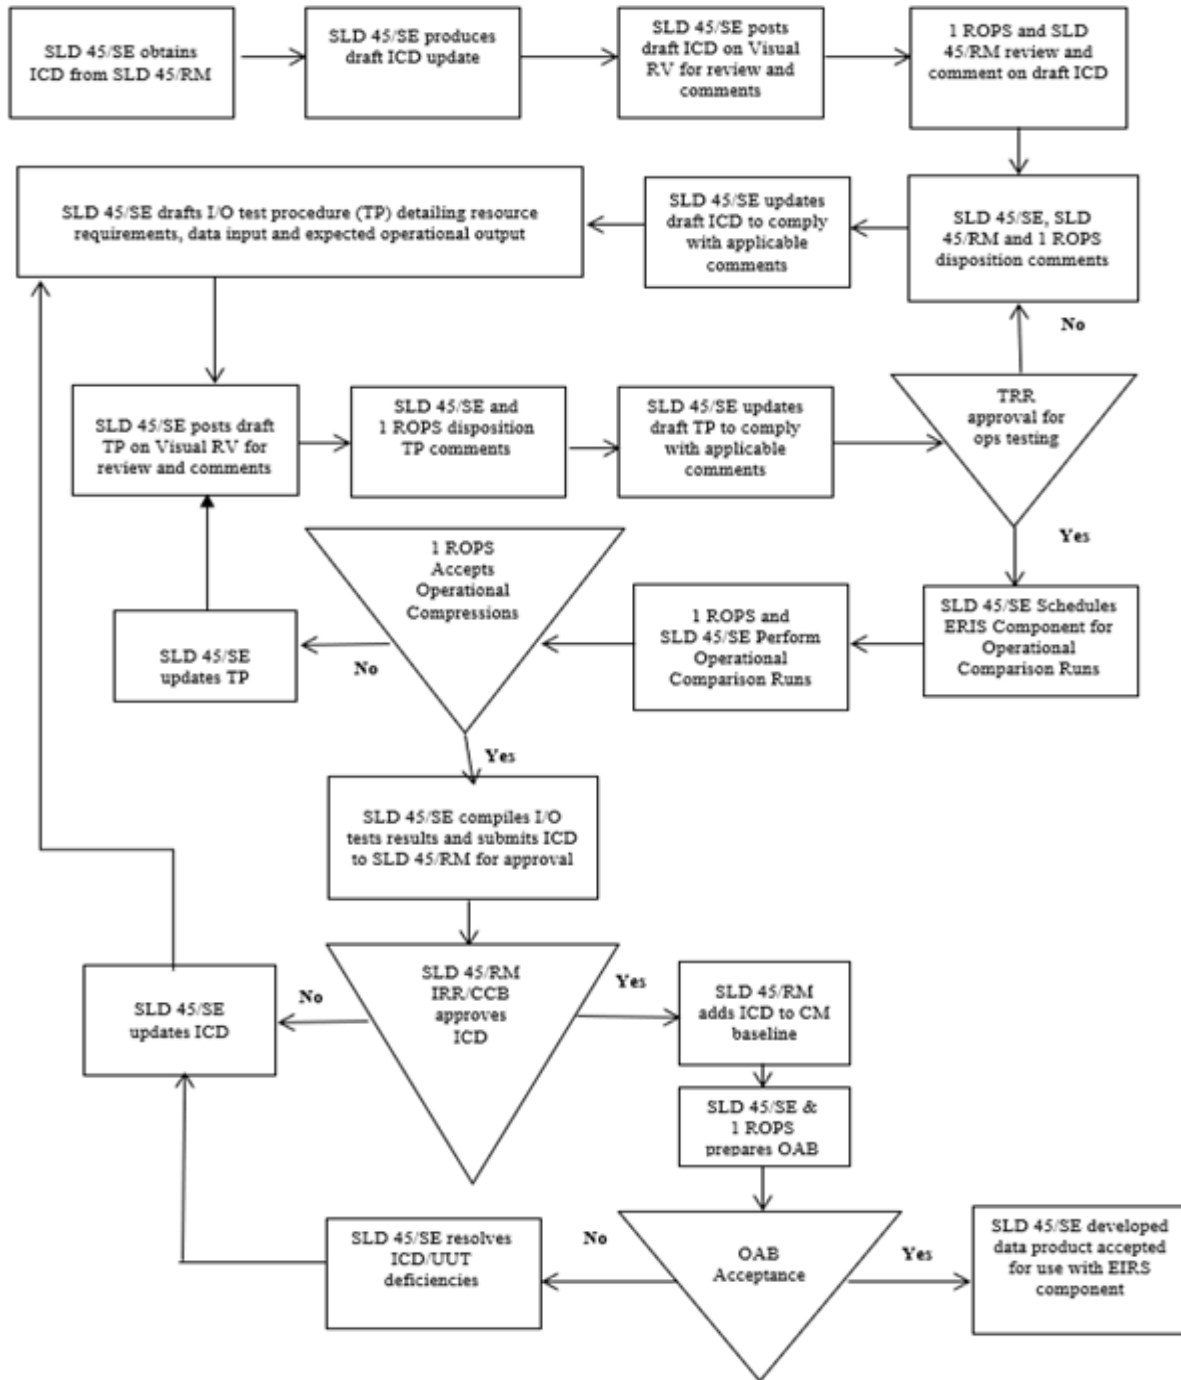 SLD 45/SE obtains
ICD from SLD 45/RM
SLD 45/SE produces
draft ICD update
SLD 45/SE posts
draft ICD on Visual
RV for review and
comments
1 ROPS and SLD
45/RM review and
comment on draft ICD
SLD 45/SE drafts I/O test procedure (TP) detailing resource
requirements, data input and expected operational output
SLD 45/SE updates
draft ICD to comply
with applicable
comments
SLD 45/SE, SLD
45/RM and 1 ROPS
disposition comments
No
SLD 45/SE posts draft
TP on Visual RV for
review and comments
SLD 45/SE and
1 ROPS disposition
TP comments
SLD 45/SE updates
draft TP to comply
with applicable
comments
TRR
approval for
ops testing
Yes
1 ROPS
Accepts
Operational
Compressions
No
SLD 45/SE
updates TP
1 ROPS and
SLD 45/SE Perform
Operational
Comparison Runs
SLD 45/SE Schedules
ERIS Component for
Operational
Comparison Runs
Yes
SLD 45/SE compiles I/O
tests results and submits ICD
to SLD 45/RM for approval
SLD 45/SE
updates ICD
No
SLD 45/RM
IRR/CCB
approves
ICD
Yes
SLD 45/RM
adds ICD to CM
baseline
SLD 45/SE &
1 ROPS
prepares OAB
SLD 45/SE resolves
ICD/UUT
deficiencies
No
OAB
Acceptance
Yes
SLD 45/SE developed
data product accepted
for use with EIRS
component